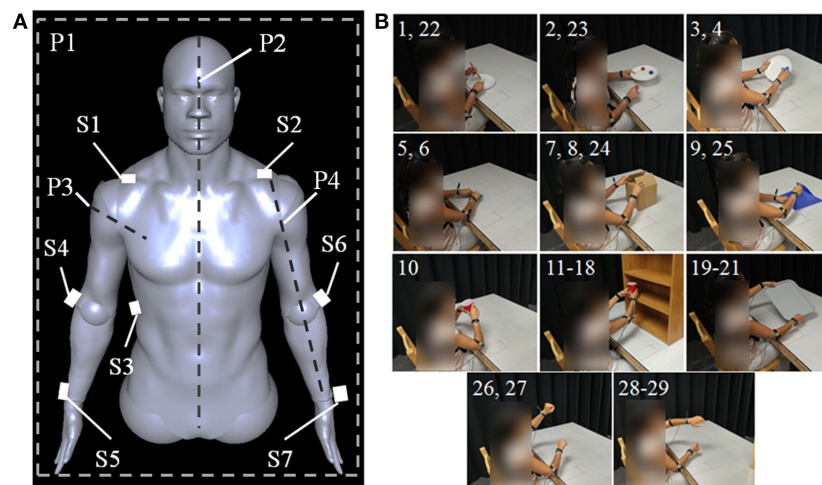 A
P1
P2
S1
S2
P3
P4
S4
S6
S3
S5
S7
B
1, 22
2, 23
3, 4
5, 6
7, 8, 24
9, 25
10
11-18
19-21
26, 27
28-29